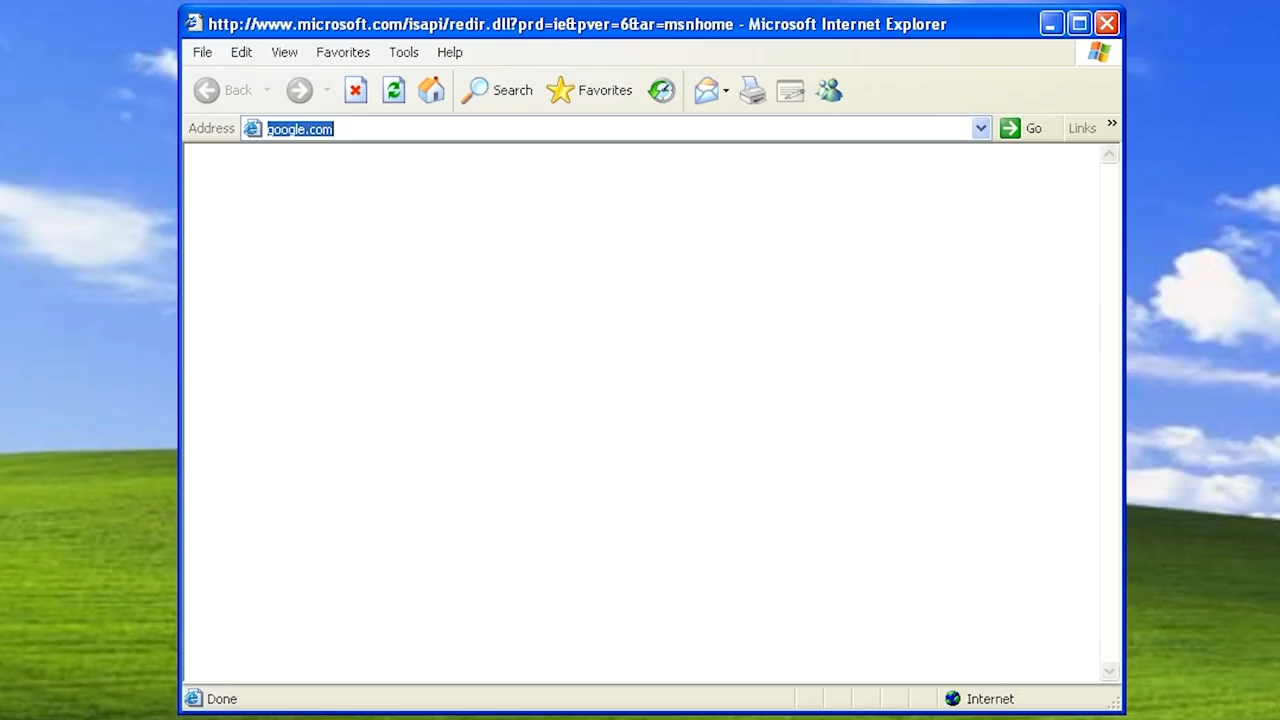 http://www.microsoft.com/isapi/redir.dll?prd=ie&pver=6&ar=msnhome - Microsoft Internet Explorer
File Edit View Favorites Tools Help
Back Search Favorites
Address google.com Go Links »
Done Internet